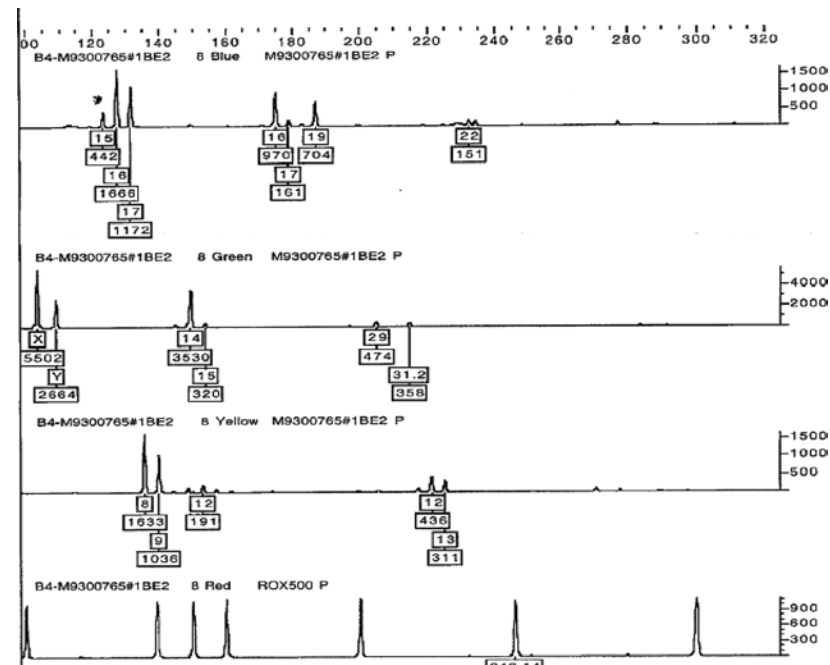 00 120 140 160 180 200 220 240 260 280 300 320
B4-M9300765#1BE2 8 Blue M9300765#1BE2 P
1500
1000
500
15 16 19 22
442 970 704 151
16 17
1666 161
17
1172
B4-M9300765#1BE2 8 Green M9300765#1BE2 P
4000
2000
X 14 29
5502 3530 474
Y 15 31.2
2664 320 358
B4-M9300765#1BE2 8 Yellow M9300765#1BE2 P
1500
1000
500
8 12 12
1633 191 436
9 13
1036 311
B4-M9300765#1BE2 8 Red ROX500 P
900
600
300